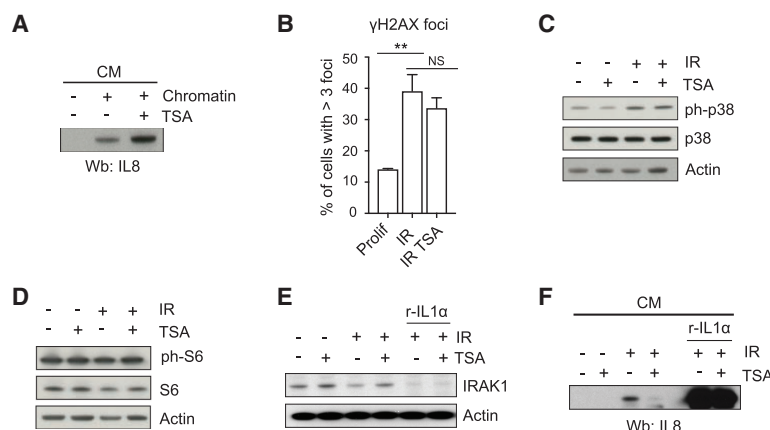 A
CM
- + + Chromatin
- - + TSA
Wb: IL8
B
γH2AX foci
**
NS
% of cells with > 3 foci
50
40
30
20
10
0
Prolif
IR
IR TSA
C
- - + + IR
- + - + TSA
ph-p38
p38
Actin
D
- - + + IR
- + - + TSA
ph-S6
S6
Actin
E
r-IL1α
- - + + + + IR
- + - + - + TSA
IRAK1
Actin
F
CM
r-IL1α
- - + + + + IR
- + - + - + TSA
Wb: IL8